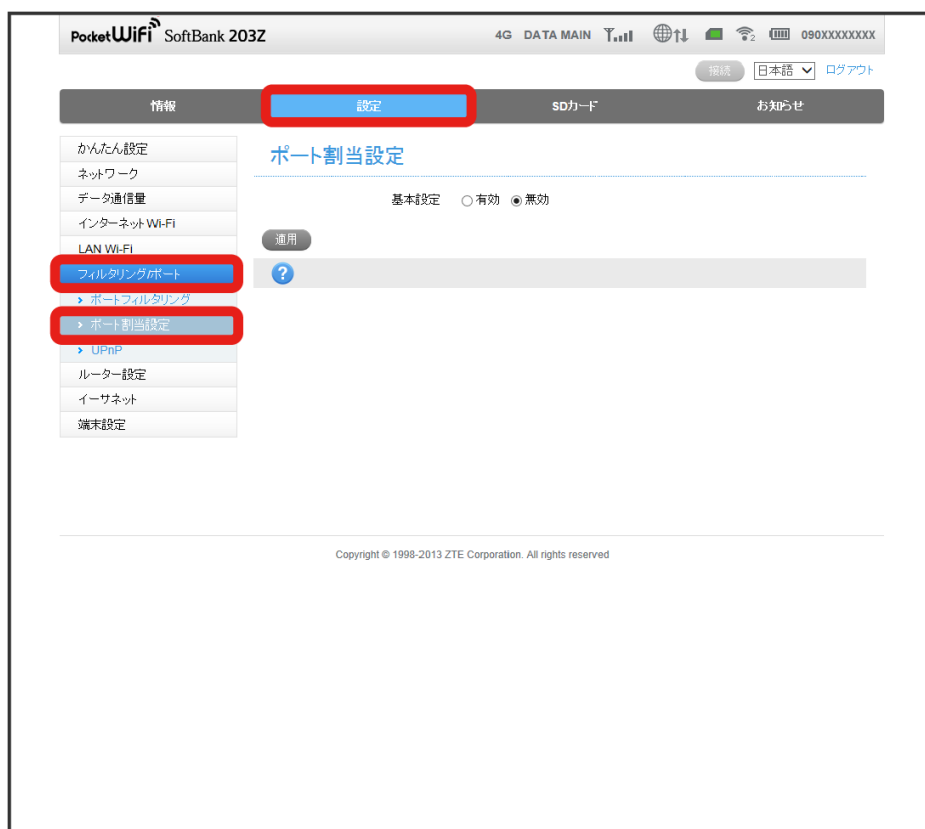 PocketWiFi SoftBank 203Z 4G DATA MAIN 2 090XXXXXXXX
接続 日本語 ログアウト
情報 設定 SDカード お知らせ
かんたん設定
ネットワーク
データ通信量
インターネット Wi-Fi
LAN Wi-Fi
フィルタリング/ポート
ポートフィルタリング
ポート割当設定
UPnP
ルーター設定
イーサネット
端末設定
ポート割当設定
基本設定 有効 無効
適用
?
Copyright © 1998-2013 ZTE Corporation. All rights reserved